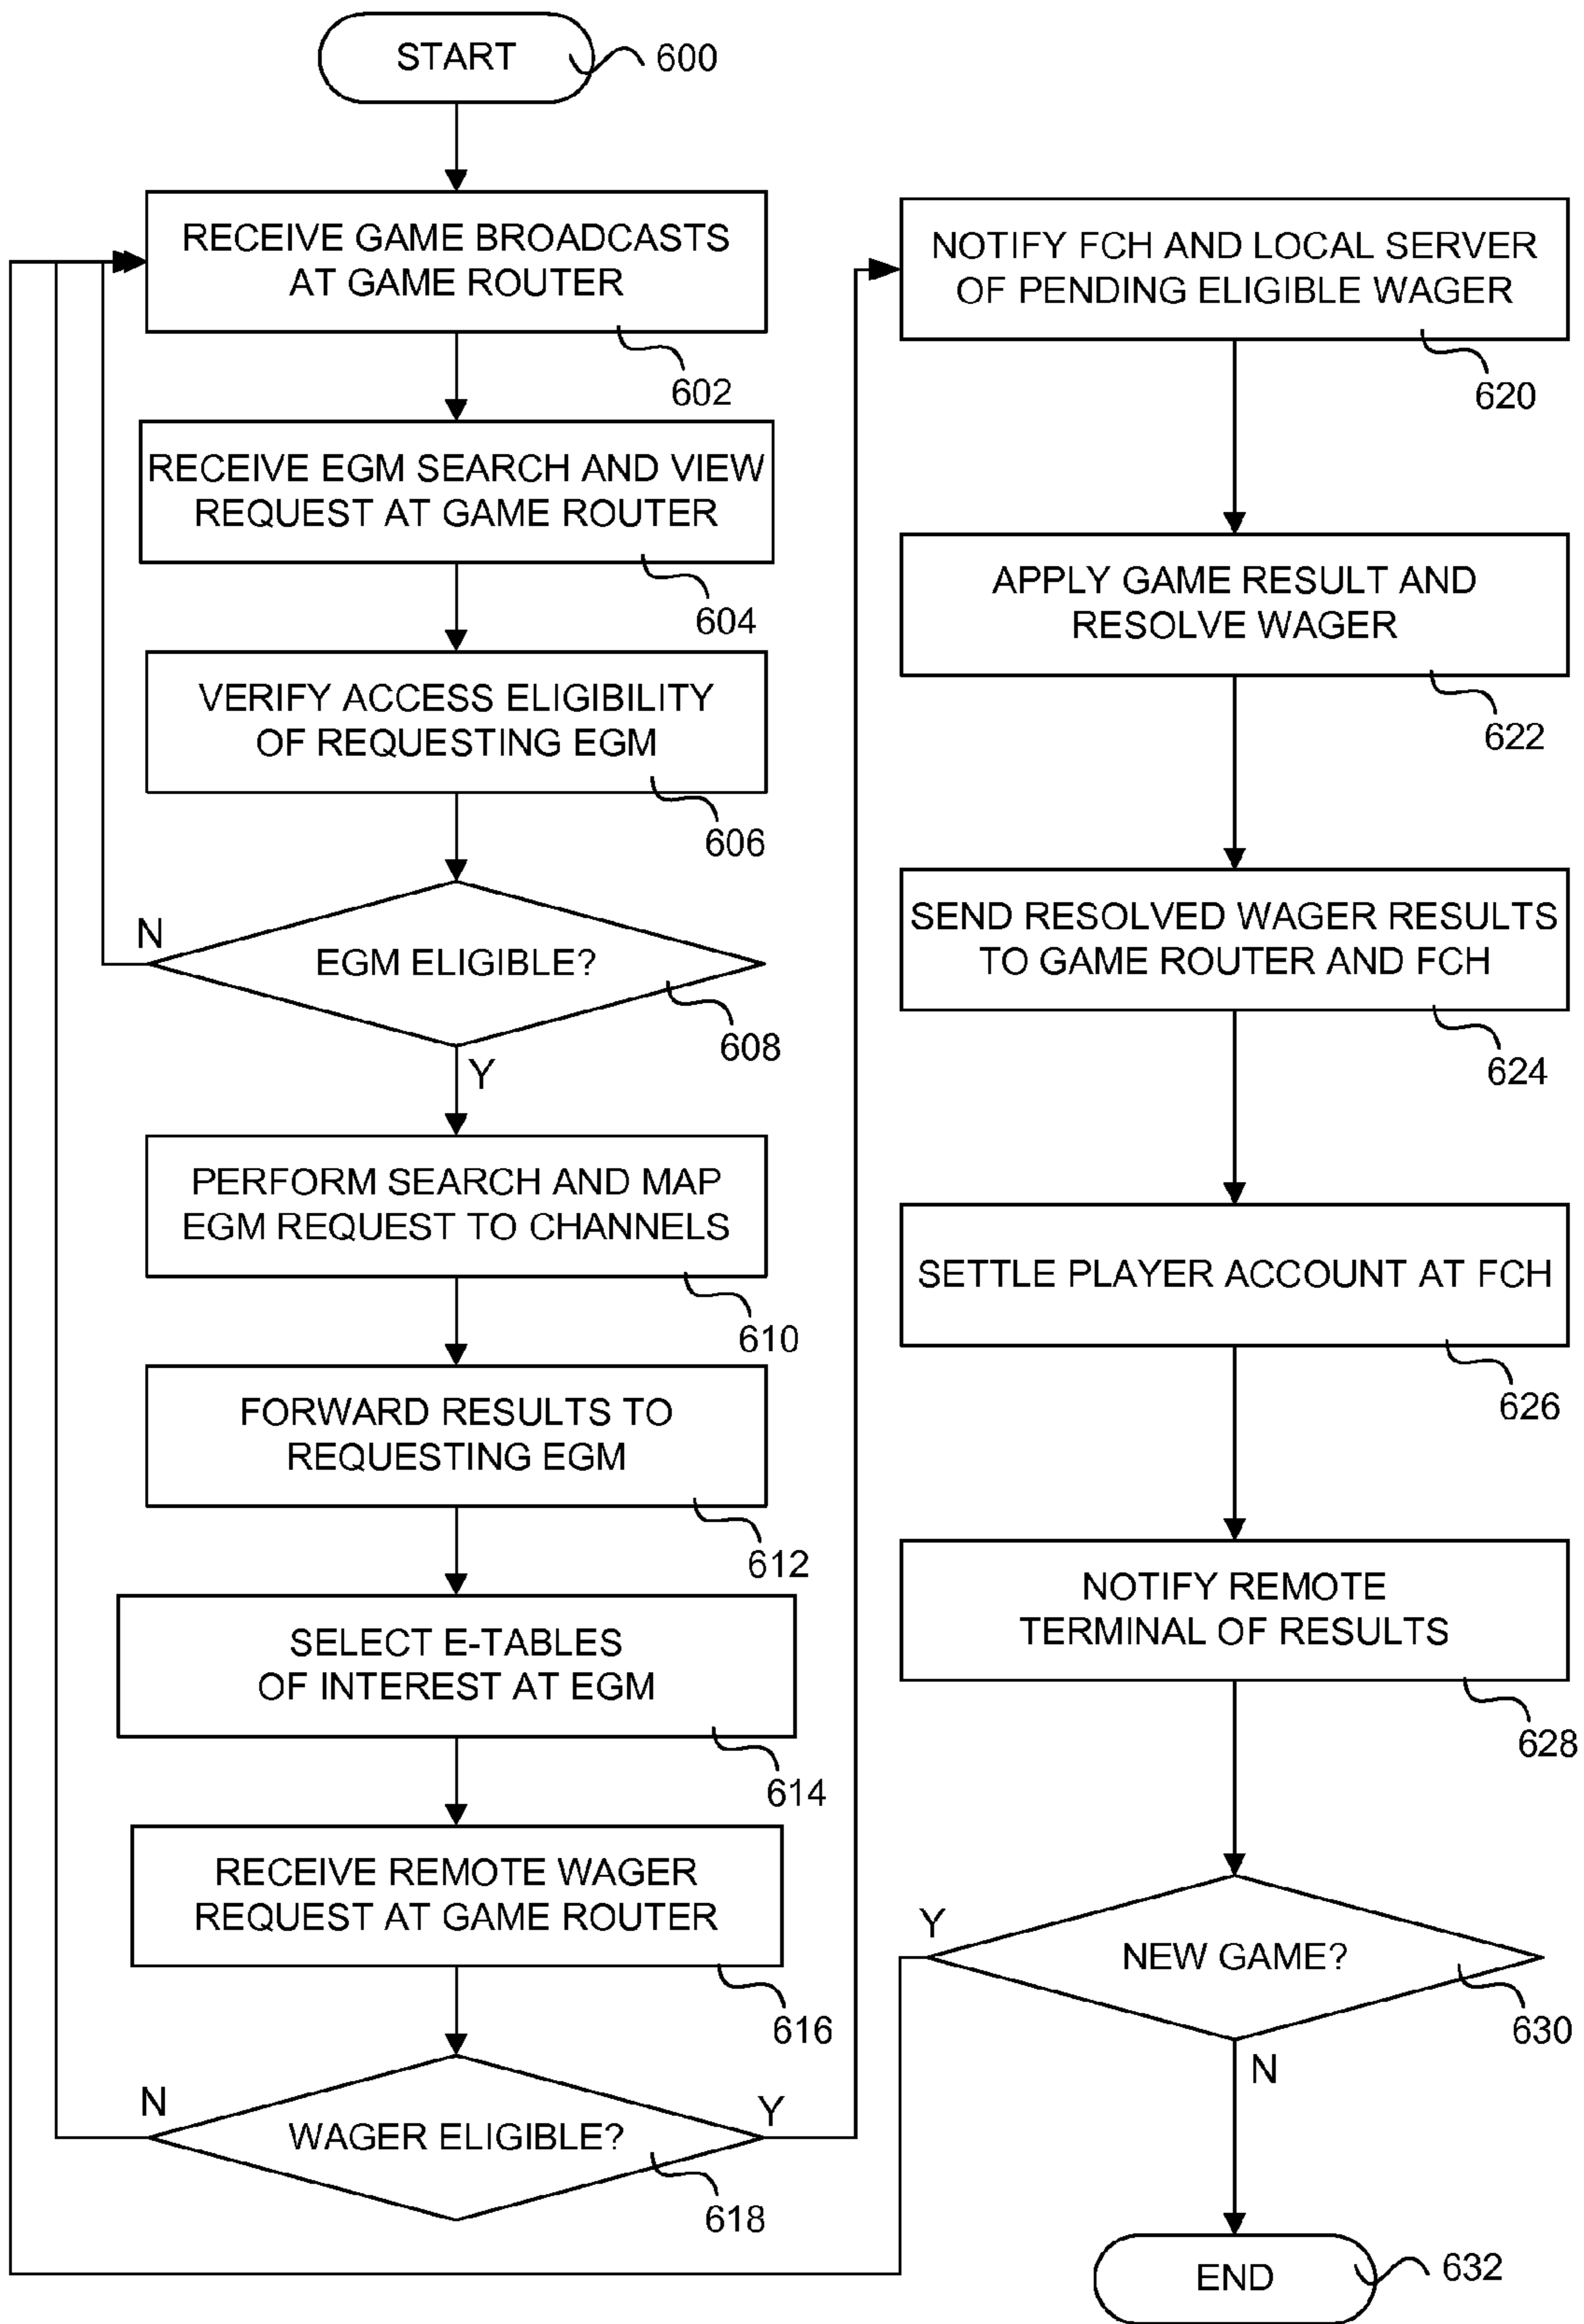 START
600
RECEIVE GAME BROADCASTS
AT GAME ROUTER
602
RECEIVE EGM SEARCH AND VIEW
REQUEST AT GAME ROUTER
604
VERIFY ACCESS ELIGIBILITY
OF REQUESTING EGM
606
N
EGM ELIGIBLE?
608
Y
PERFORM SEARCH AND MAP
EGM REQUEST TO CHANNELS
610
FORWARD RESULTS TO
REQUESTING EGM
612
SELECT E-TABLES
OF INTEREST AT EGM
614
RECEIVE REMOTE WAGER
REQUEST AT GAME ROUTER
616
N
WAGER ELIGIBLE?
Y
618
NOTIFY FCH AND LOCAL SERVER
OF PENDING ELIGIBLE WAGER
620
APPLY GAME RESULT AND
RESOLVE WAGER
622
SEND RESOLVED WAGER RESULTS
TO GAME ROUTER AND FCH
624
SETTLE PLAYER ACCOUNT AT FCH
626
NOTIFY REMOTE
TERMINAL OF RESULTS
628
Y
NEW GAME?
630
N
END
632